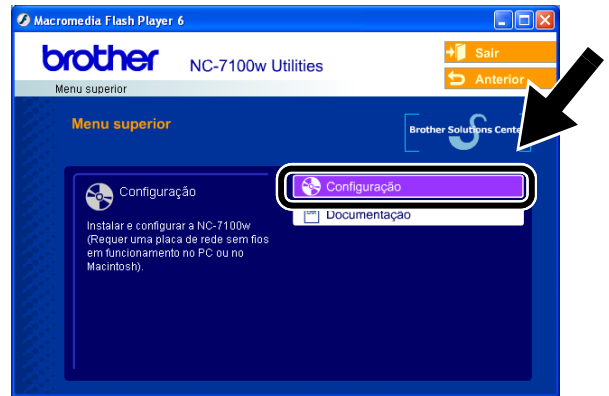 Macromedia Flash Player 6
brother
NC-7100w Utilities
Sair
Anterior
Menu superior
Menu superior
Brother Solutions
Configuração
Instalar e configurar a NC-7100w
(Requer uma placa de rede sem fios
em funcionamento no PC ou no
Macintosh).
Configuração
Documentação